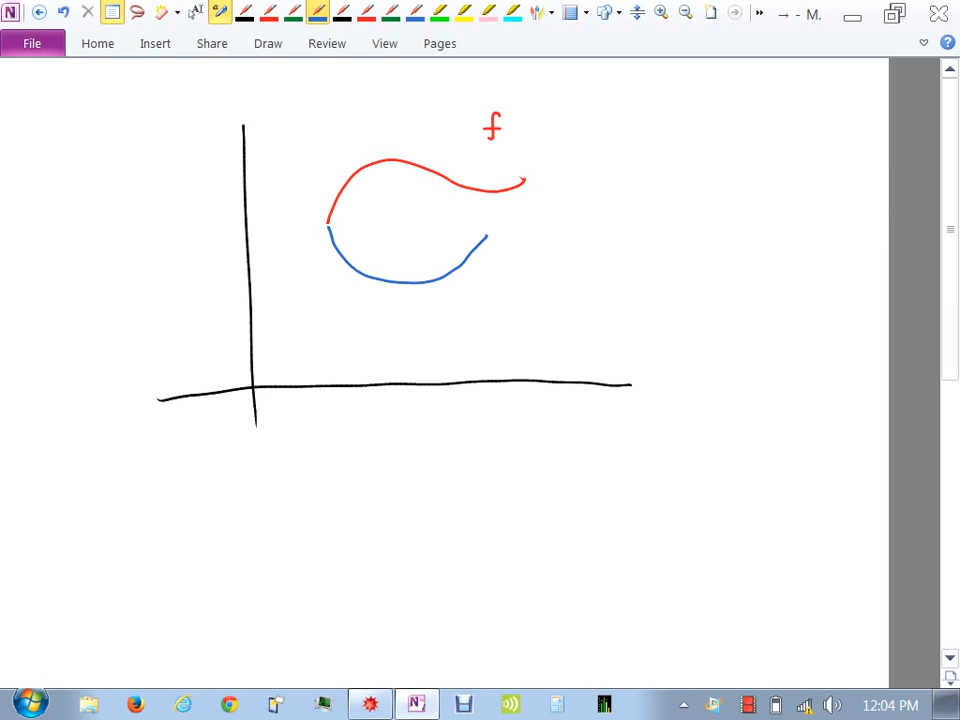 → - M.
File Home Insert Share Draw Review View Pages
f
12:04 PM